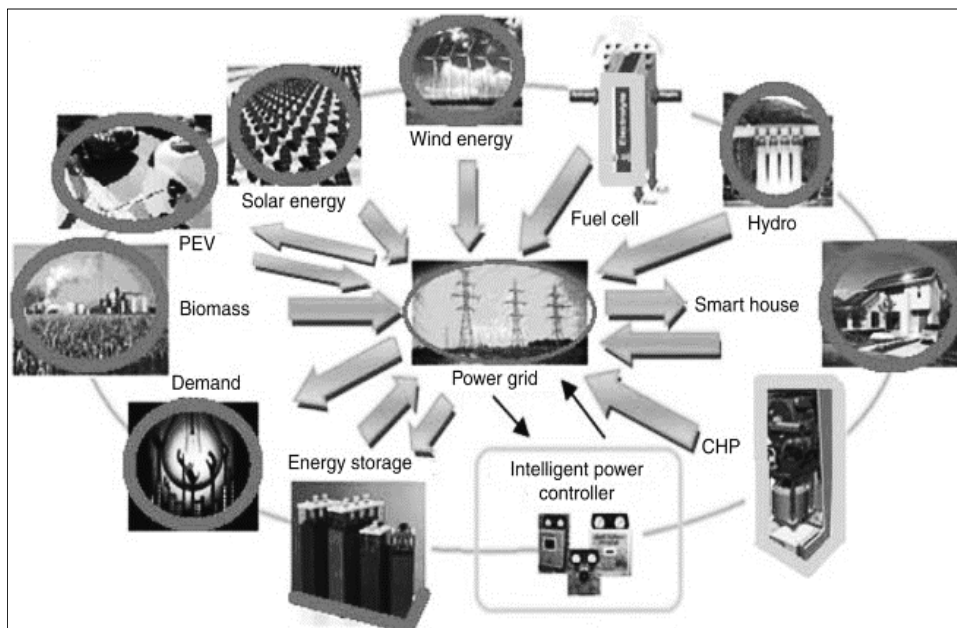 Wind energy
Solar energy
Fuel cell
Hydro
PEV
Biomass
Smart house
Power grid
Demand
CHP
Energy storage
Intelligent power
controller
Electrolyte